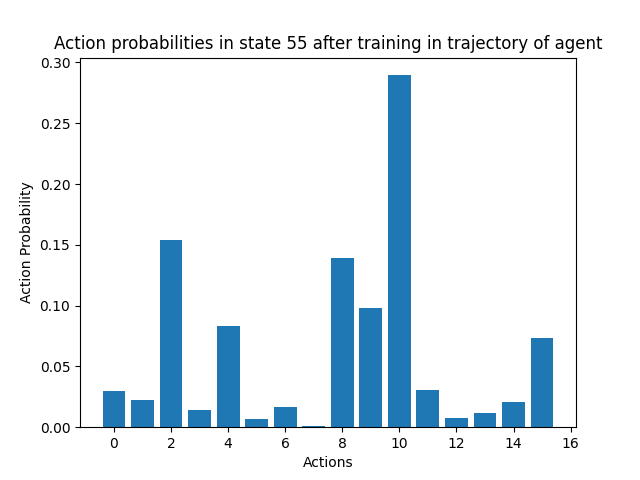 Action probabilities in state 55 after training in trajectory of agent
0.30
0.25
0.20
0.15
0.10
0.05
0.00
Action Probability
0 2 4 6 8 10 12 14 16
Actions